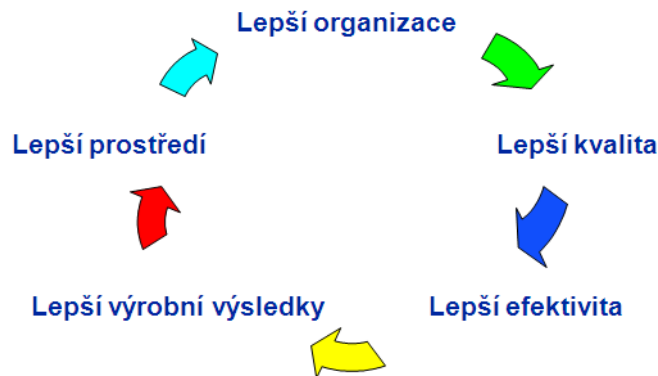 Lepší organizace
Lepší prostředí
Lepší kvalita
Lepší výrobní výsledky
Lepší efektivita